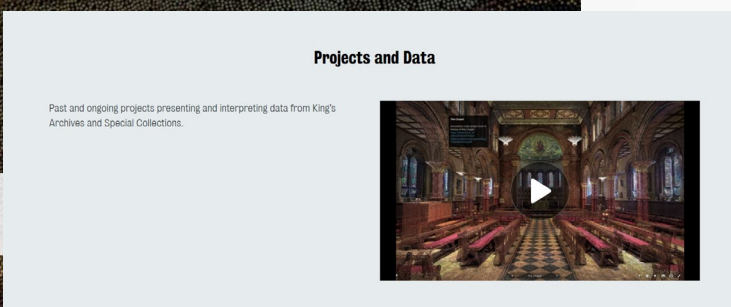 Projects and Data
Past and ongoing projects presenting and interpreting data from King's
Archives and Special Collections.